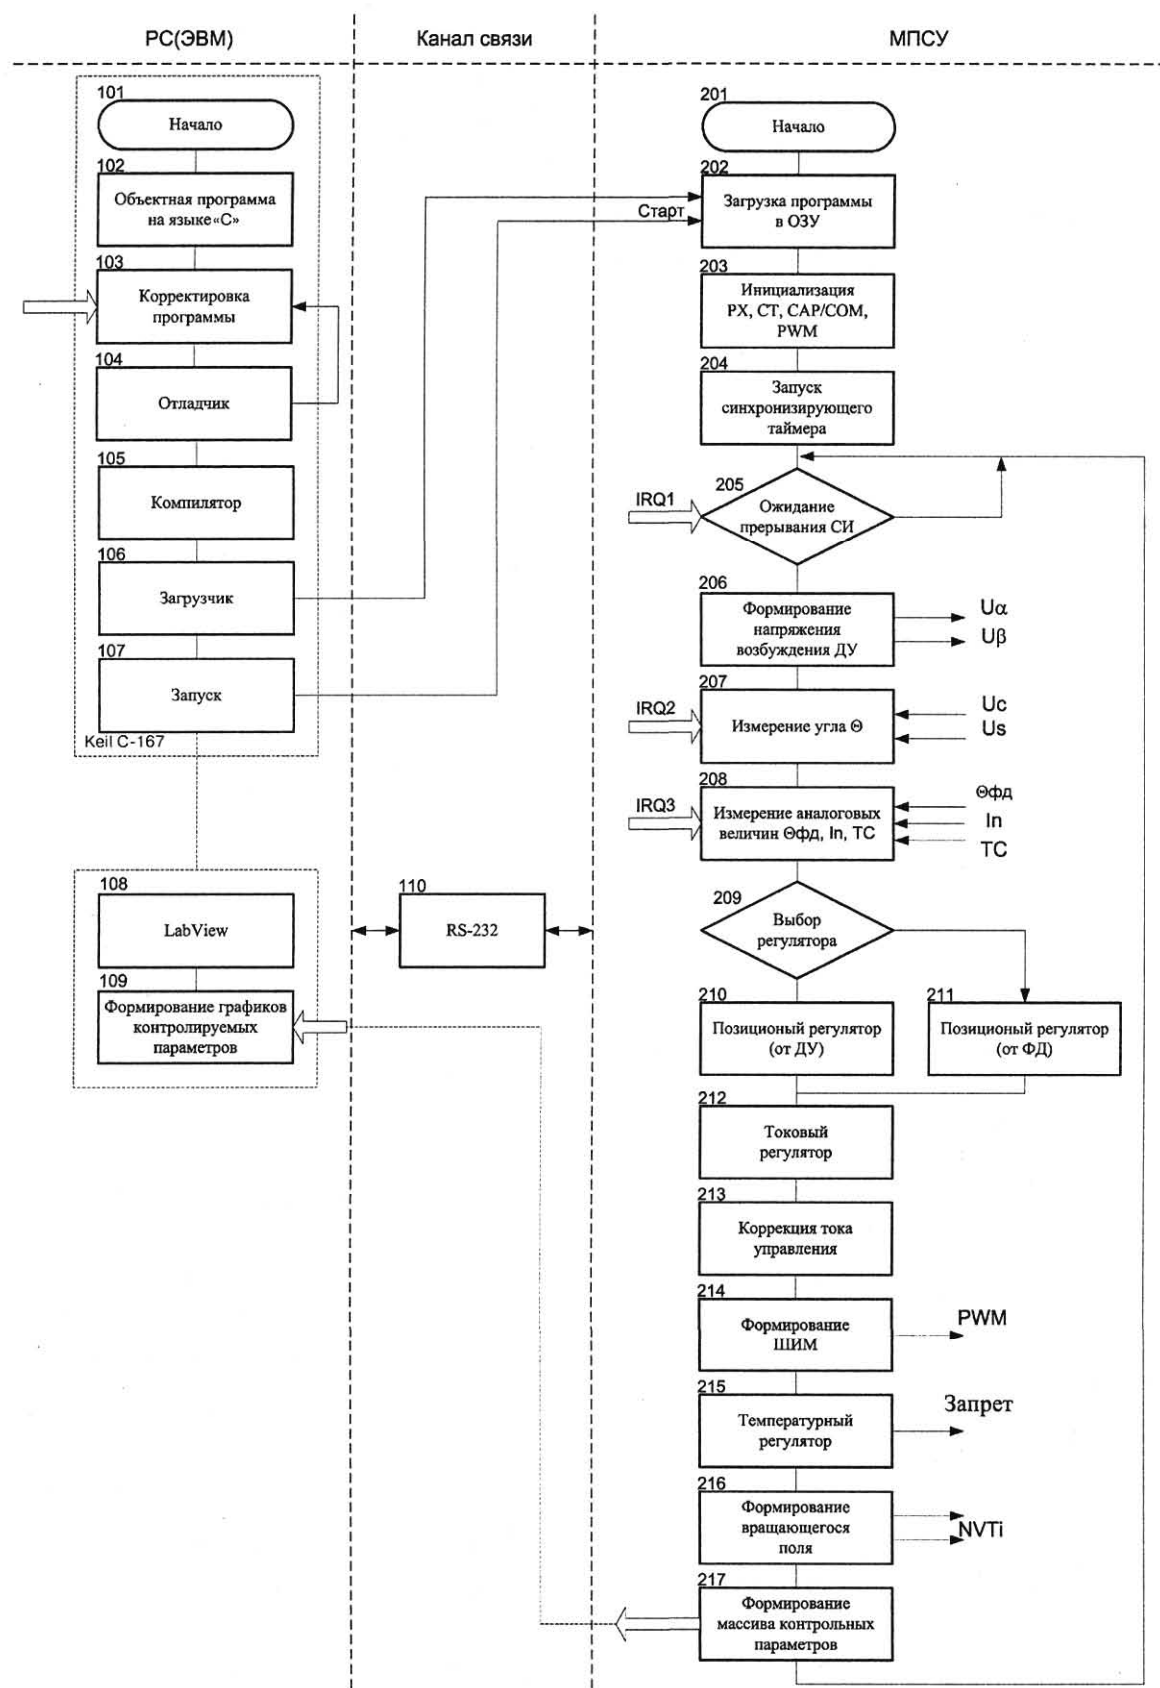 РС(ЭВМ)
Канал связи
МПСУ
101
Начало
102
Объектная программа
на языке«С»
103
Корректировка
программы
104
Отладчик
105
Компилятор
106
Загрузчик
107
Запуск
Keil C-167
108
LabView
109
Формирование графиков
контролируемых
параметров
110
RS-232
Старт
201
Начало
202
Загрузка программы
в ОЗУ
203
Инициализация
PX, CT, CAP/COM,
PWM
204
Запуск
синхронизирующего
таймера
205
IRQ1
Ожидание
прерывания СИ
206
Формирование
напряжения
возбуждения ДУ
Uα
Uβ
207
IRQ2
Измерение угла Θ
Uc
Us
208
IRQ3
Измерение аналоговых
величин Θфд, In, TC
Θфд
In
TC
209
Выбор
регулятора
210
Позиционый регулятор
(от ДУ)
211
Позиционый регулятор
(от ФД)
212
Токовый
регулятор
213
Коррекция тока
управления
214
Формирование
ШИМ
PWM
215
Температурный
регулятор
Запрет
216
Формирование
вращающегося
поля
NVTi
217
Формирование
массива контрольных
параметров